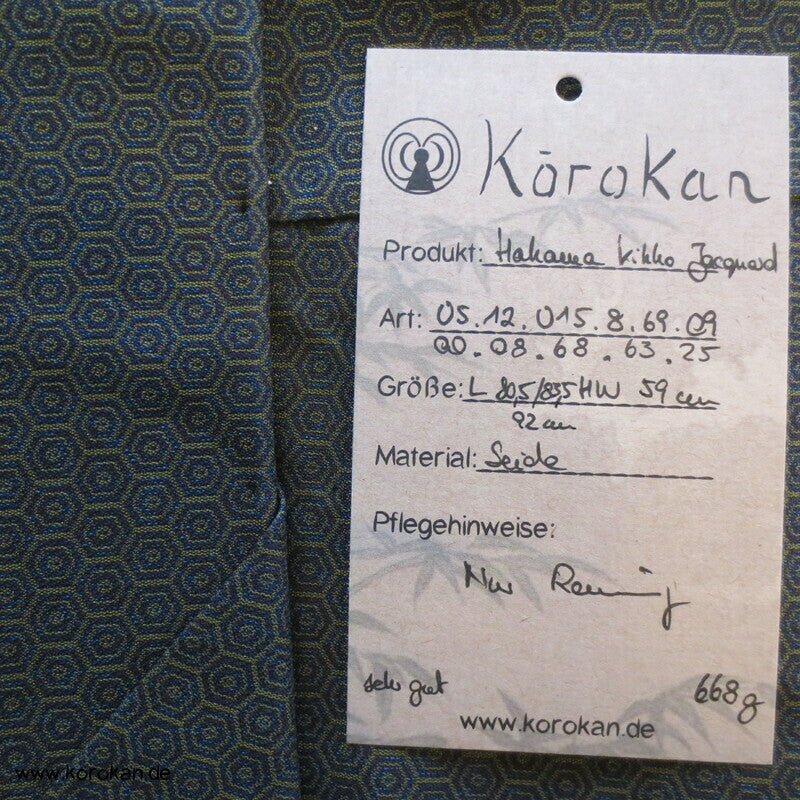 Kōrokan
Produkt: Hakama Kikko Jacquard
Art: 05.12.015.8.69.09
00.08.68.63.25
Größe: L 80,5/83,5 HW 59 cm
92 cm
Material: Seide
Pflegehinweise:
Nur Reinig
sehr gut
668 g
www.korokan.de
www.korokan.de